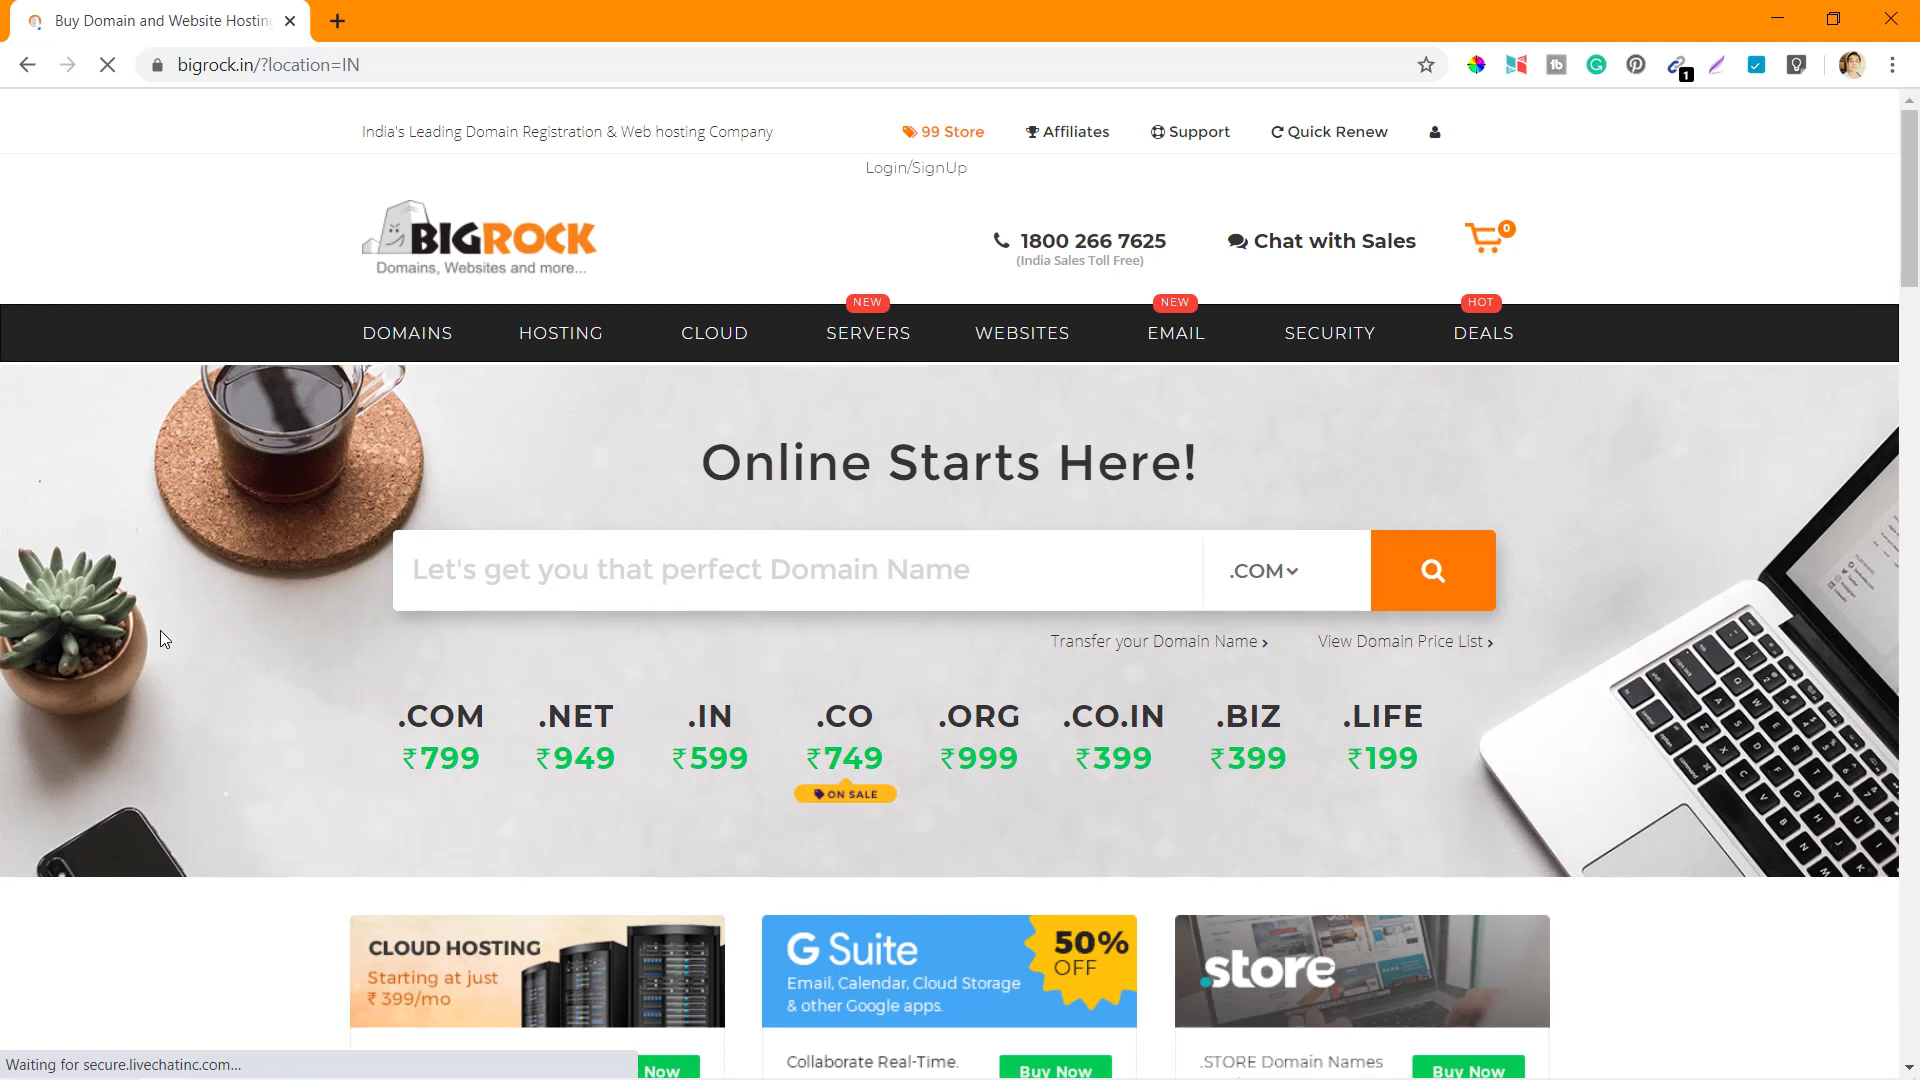 Buy Domain and Website Hosting
bigrock.in/?location=IN
1
India's Leading Domain Registration & Web hosting Company
99 Store
Affiliates
Support
Quick Renew
Login/SignUp
BIGROCK
Domains, Websites and more...
1800 266 7625
(India Sales Toll Free)
Chat with Sales
0
NEW
NEW
HOT
DOMAINS
HOSTING
CLOUD
SERVERS
WEBSITES
EMAIL
SECURITY
DEALS
Online Starts Here!
Let's get you that perfect Domain Name
.COM
Transfer your Domain Name
View Domain Price List
.COM
.NET
.IN
.CO
.ORG
.CO.IN
.BIZ
.LIFE
₹799
₹949
₹599
₹749
₹999
₹399
₹399
₹199
ON SALE
CLOUD HOSTING
Starting at just
₹ 399/mo
G Suite
Email, Calendar, Cloud Storage
& other Google apps.
50%
OFF
.store
Now
Collaborate Real-Time.
Buy Now
.STORE Domain Names
Buy Now
Waiting for secure.livechatinc.com...